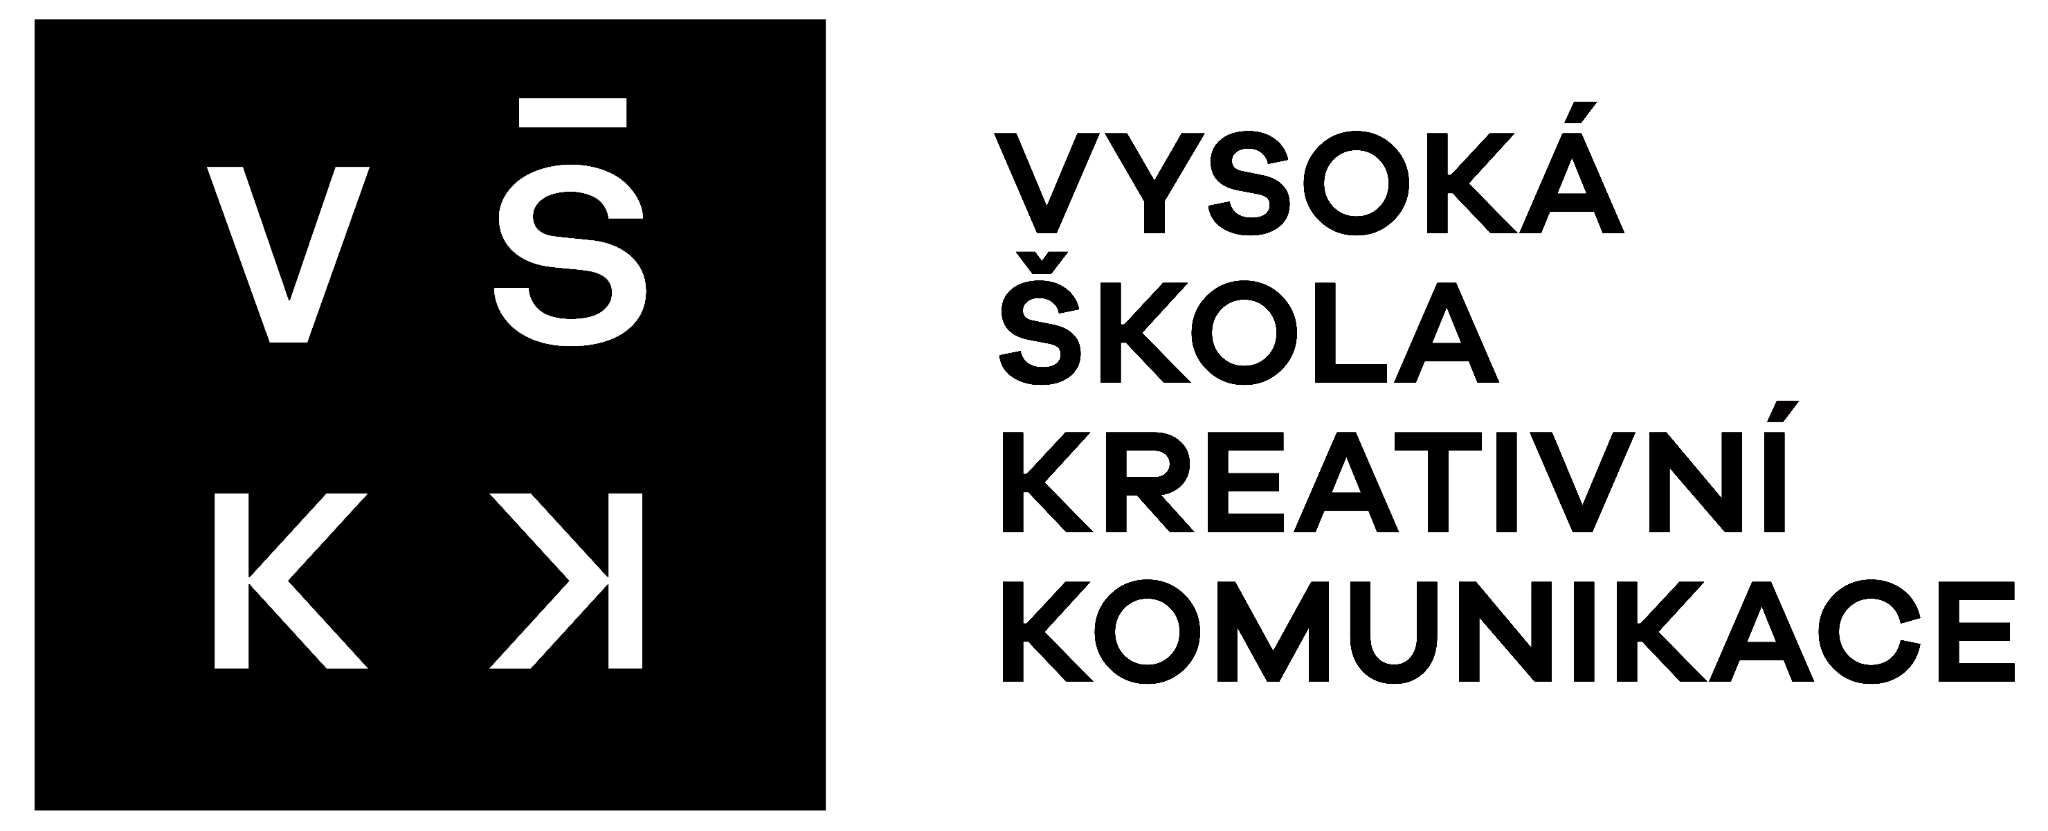 V S̄
K K
VYSOKÁ
ŠKOLA
KREATIVNÍ
KOMUNIKACE